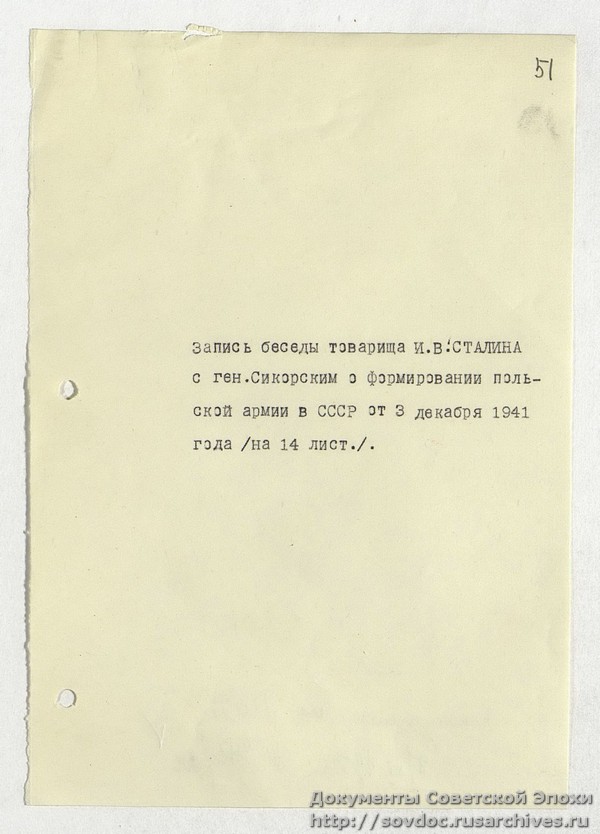 51
Запись беседы товарища И.В.СТАЛИНА
с ген.Сикорским о формировании поль-
ской армии в СССР от 3 декабря 1941
года /на 14 лист./.
Документы Советской Эпохи
http://sovdoc.rusarchives.ru